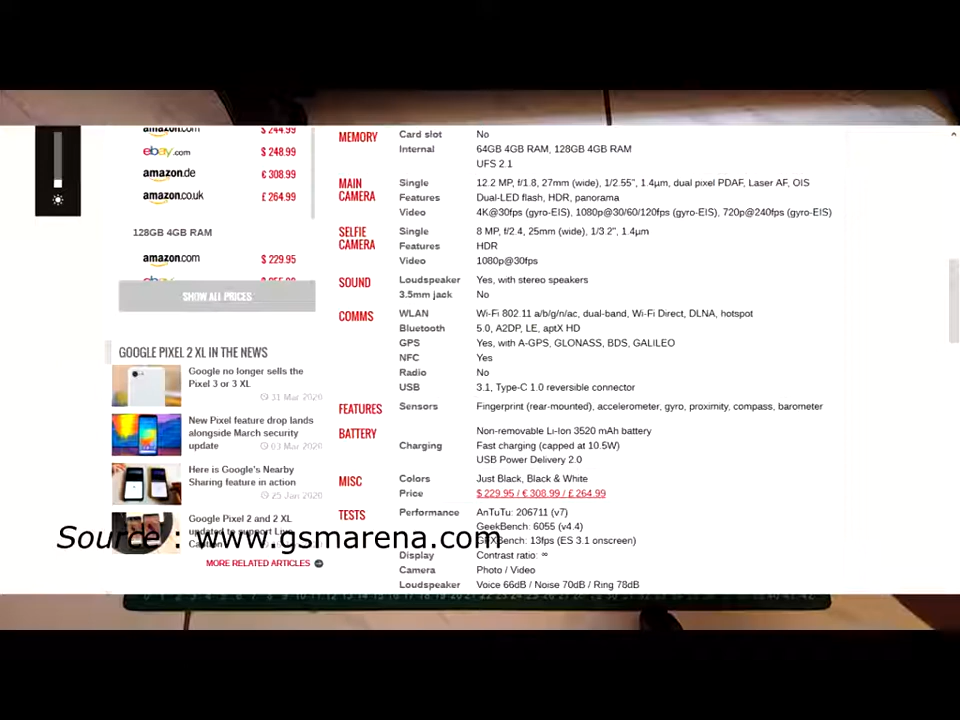 amazon.com $ 244.99
ebay.com $ 248.99
amazon.de € 308.99
amazon.co.uk £ 264.99
128GB 4GB RAM
amazon.com $ 229.95
SHOW ALL PRICES
GOOGLE PIXEL 2 XL IN THE NEWS
Google no longer sells the
Pixel 3 or 3 XL
31 Mar 2020
New Pixel feature drop lands
alongside March security
update
03 Mar 2020
Here is Google's Nearby
Sharing feature in action
25 Jan 2020
Google Pixel 2 and 2 XL
updated to support Live
Caption
MORE RELATED ARTICLES
MEMORY Card slot No
Internal 64GB 4GB RAM, 128GB 4GB RAM
UFS 2.1
MAIN CAMERA Single 12.2 MP, f/1.8, 27mm (wide), 1/2.55", 1.4µm, dual pixel PDAF, Laser AF, OIS
Features Dual-LED flash, HDR, panorama
Video 4K@30fps (gyro-EIS), 1080p@30/60/120fps (gyro-EIS), 720p@240fps (gyro-EIS)
SELFIE CAMERA Single 8 MP, f/2.4, 25mm (wide), 1/3.2", 1.4µm
Features HDR
Video 1080p@30fps
SOUND Loudspeaker Yes, with stereo speakers
3.5mm jack No
COMMS WLAN Wi-Fi 802.11 a/b/g/n/ac, dual-band, Wi-Fi Direct, DLNA, hotspot
Bluetooth 5.0, A2DP, LE, aptX HD
GPS Yes, with A-GPS, GLONASS, BDS, GALILEO
NFC Yes
Radio No
USB 3.1, Type-C 1.0 reversible connector
FEATURES Sensors Fingerprint (rear-mounted), accelerometer, gyro, proximity, compass, barometer
BATTERY Non-removable Li-Ion 3520 mAh battery
Charging Fast charging (capped at 10.5W)
USB Power Delivery 2.0
MISC Colors Just Black, Black & White
Price $ 229.95 / € 308.99 / £ 264.99
TESTS Performance AnTuTu: 206711 (v7)
GeekBench: 6055 (v4.4)
GFXBench: 13fps (ES 3.1 onscreen)
Display Contrast ratio: ∞
Camera Photo / Video
Loudspeaker Voice 66dB / Noise 70dB / Ring 78dB
Source : www.gsmarena.com